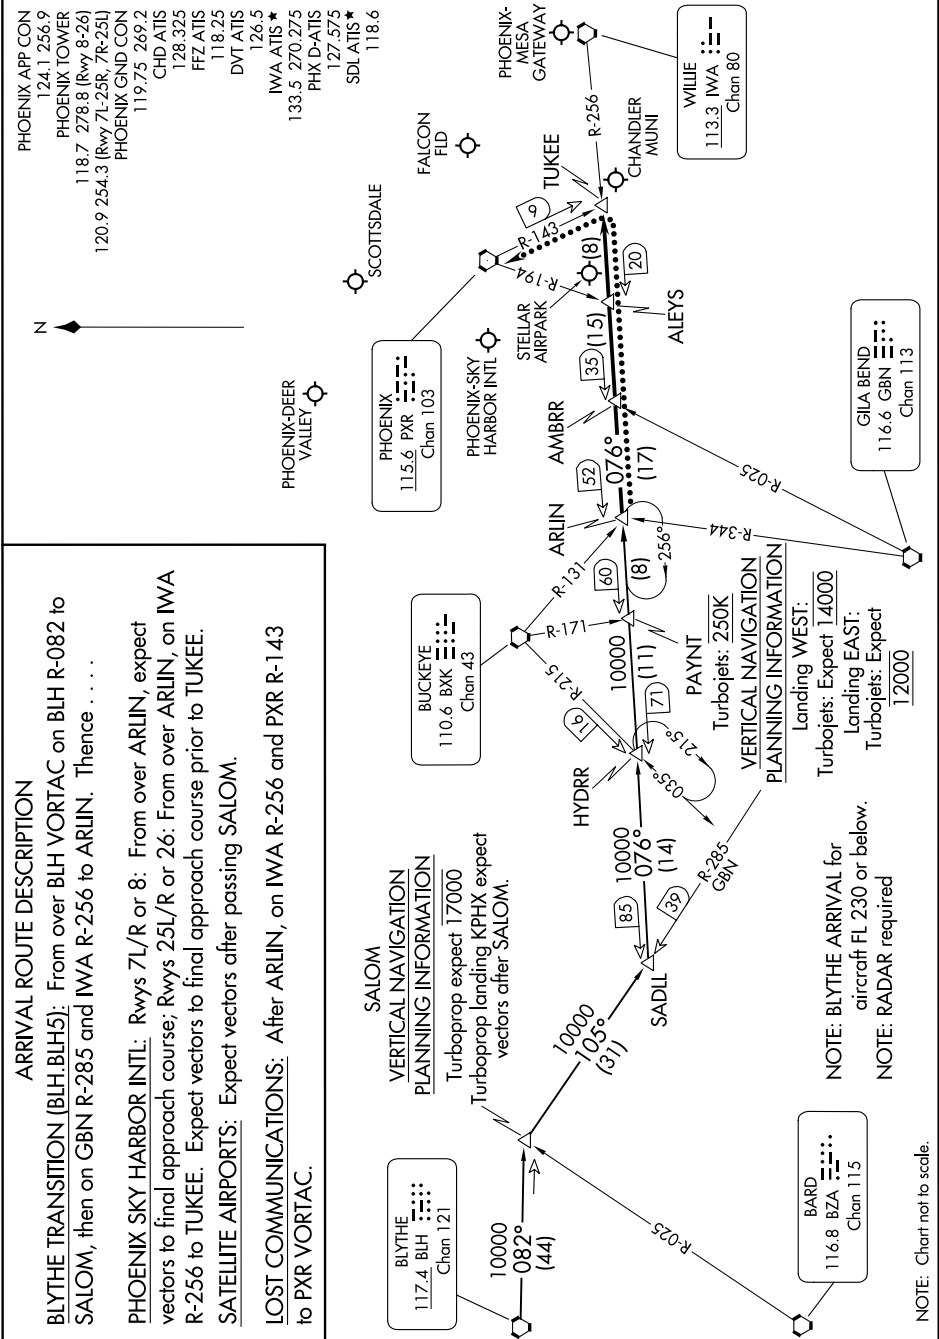 ARRIVAL ROUTE DESCRIPTION
BLYTHE TRANSITION (BLH.BLH5): From over BLH VORTAC on BLH R-082 to
SALOM, then on GBN R-285 and IWA R-256 to ARLIN. Thence . . . .
PHOENIX SKY HARBOR INTL: Rwys 7L/R or 8: From over ARLIN, expect
vectors to final approach course; Rwys 25L/R or 26: From over ARLIN, on IWA
R-256 to TUKEE. Expect vectors to final approach course prior to TUKEE.
SATELLITE AIRPORTS: Expect vectors after passing SALOM.
LOST COMMUNICATIONS: After ARLIN, on IWA R-256 and PXR R-143
to PXR VORTAC.
PHOENIX APP CON
124.1 256.9
PHOENIX TOWER
118.7 278.8 (Rwy 8-26)
120.9 254.3 (Rwy 7L-25R, 7R-25L)
PHOENIX GND CON
119.75 269.2
CHD ATIS
128.325
FFZ ATIS
118.25
DVT ATIS
126.5
IWA ATIS★
133.5 270.275
PHX D-ATIS
127.575
SDL ATIS★
118.6
N
PHOENIX-DEER
VALLEY
SCOTTSDALE
FALCON
FLD
PHOENIX-
MESA
GATEWAY
PHOENIX
115.6 PXR
Chan 103
PHOENIX-SKY
HARBOR INTL
STELLAR
AIRPARK
CHANDLER
MUNI
WILLIE
113.3 IWA
Chan 80
R-256
TUKEE
9
R-143
R-194
(8)
20
ALEYS
(15)
35
AMBRR
076°
(17)
52
ARLIN
R-131
256°
R-344
R-025
GILA BEND
116.6 GBN
Chan 113
BUCKEYE
110.6 BXK
Chan 43
R-171
R-215
60
(8)
10000
(11)
PAYNT
Turbojets: 250K
VERTICAL NAVIGATION
PLANNING INFORMATION
Landing WEST:
Turbojets: Expect 14000
Landing EAST:
Turbojets: Expect
12000
16
71
HYDRR
215°
035°
10000
076°
(14)
85
39
R-285
GBN
SADLL
SALOM
VERTICAL NAVIGATION
PLANNING INFORMATION
Turboprop expect 17000
Turboprop landing KPHX expect
vectors after SALOM.
10000
105°
(31)
BLYTHE
117.4 BLH
Chan 121
10000
082°
(44)
R-025
BARD
116.8 BZA
Chan 115
NOTE: BLYTHE ARRIVAL for
aircraft FL 230 or below.
NOTE: RADAR required
NOTE: Chart not to scale.